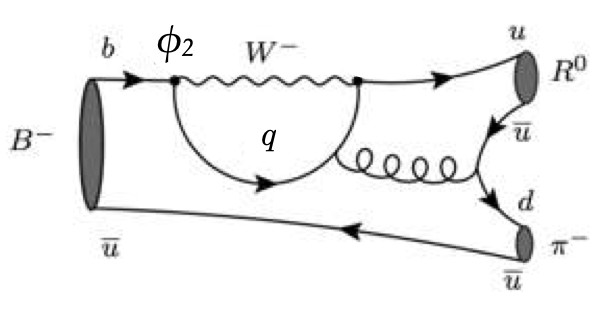 b
ϕ₂
W⁻
u
R⁰
B⁻
q
u̅
d
π⁻
u̅
u̅